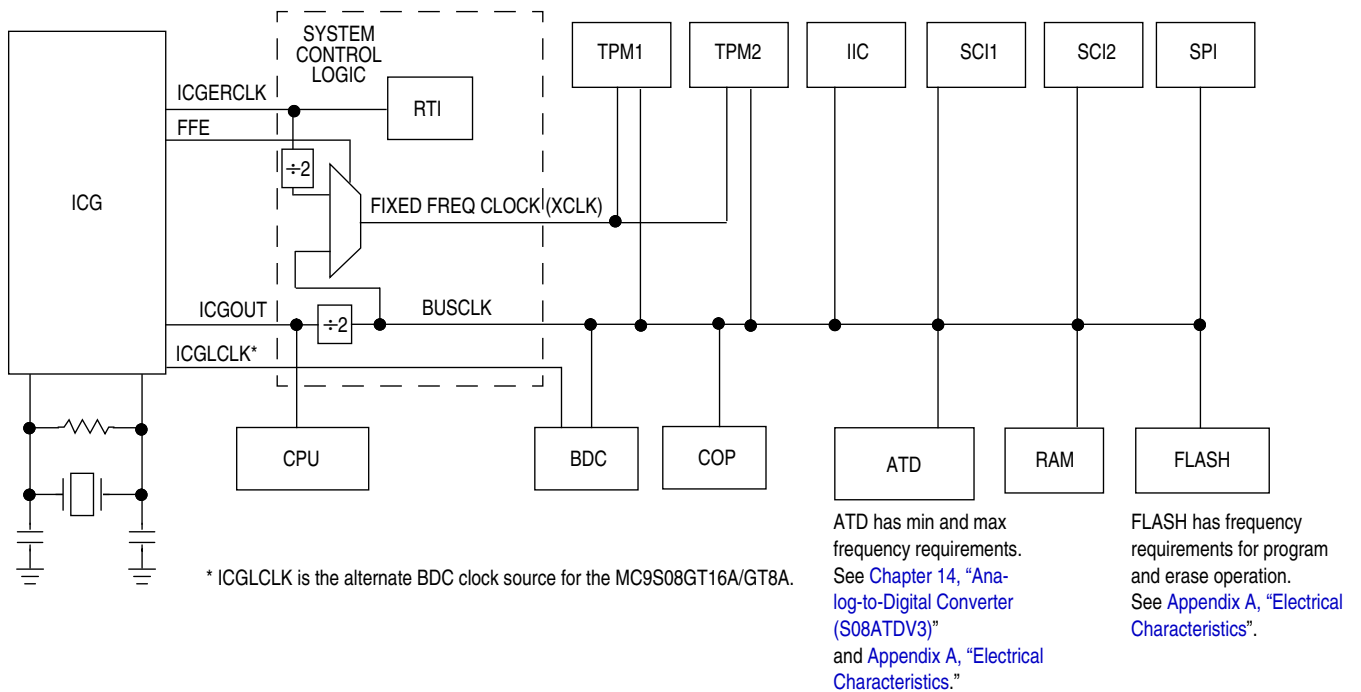 SYSTEM
CONTROL
LOGIC
TPM1
TPM2
IIC
SCI1
SCI2
SPI
ICGERCLK
RTI
FFE
÷2
ICG
FIXED FREQ CLOCK (XCLK)
ICGOUT
÷2
BUSCLK
ICGLCLK*
CPU
BDC
COP
ATD
RAM
FLASH
ATD has min and max
frequency requirements.
See Chapter 14, “Ana-
log-to-Digital Converter
(S08ATDV3)”
and Appendix A, “Electrical
Characteristics.”
FLASH has frequency
requirements for program
and erase operation.
See Appendix A, “Electrical
Characteristics”.
* ICGLCLK is the alternate BDC clock source for the MC9S08GT16A/GT8A.